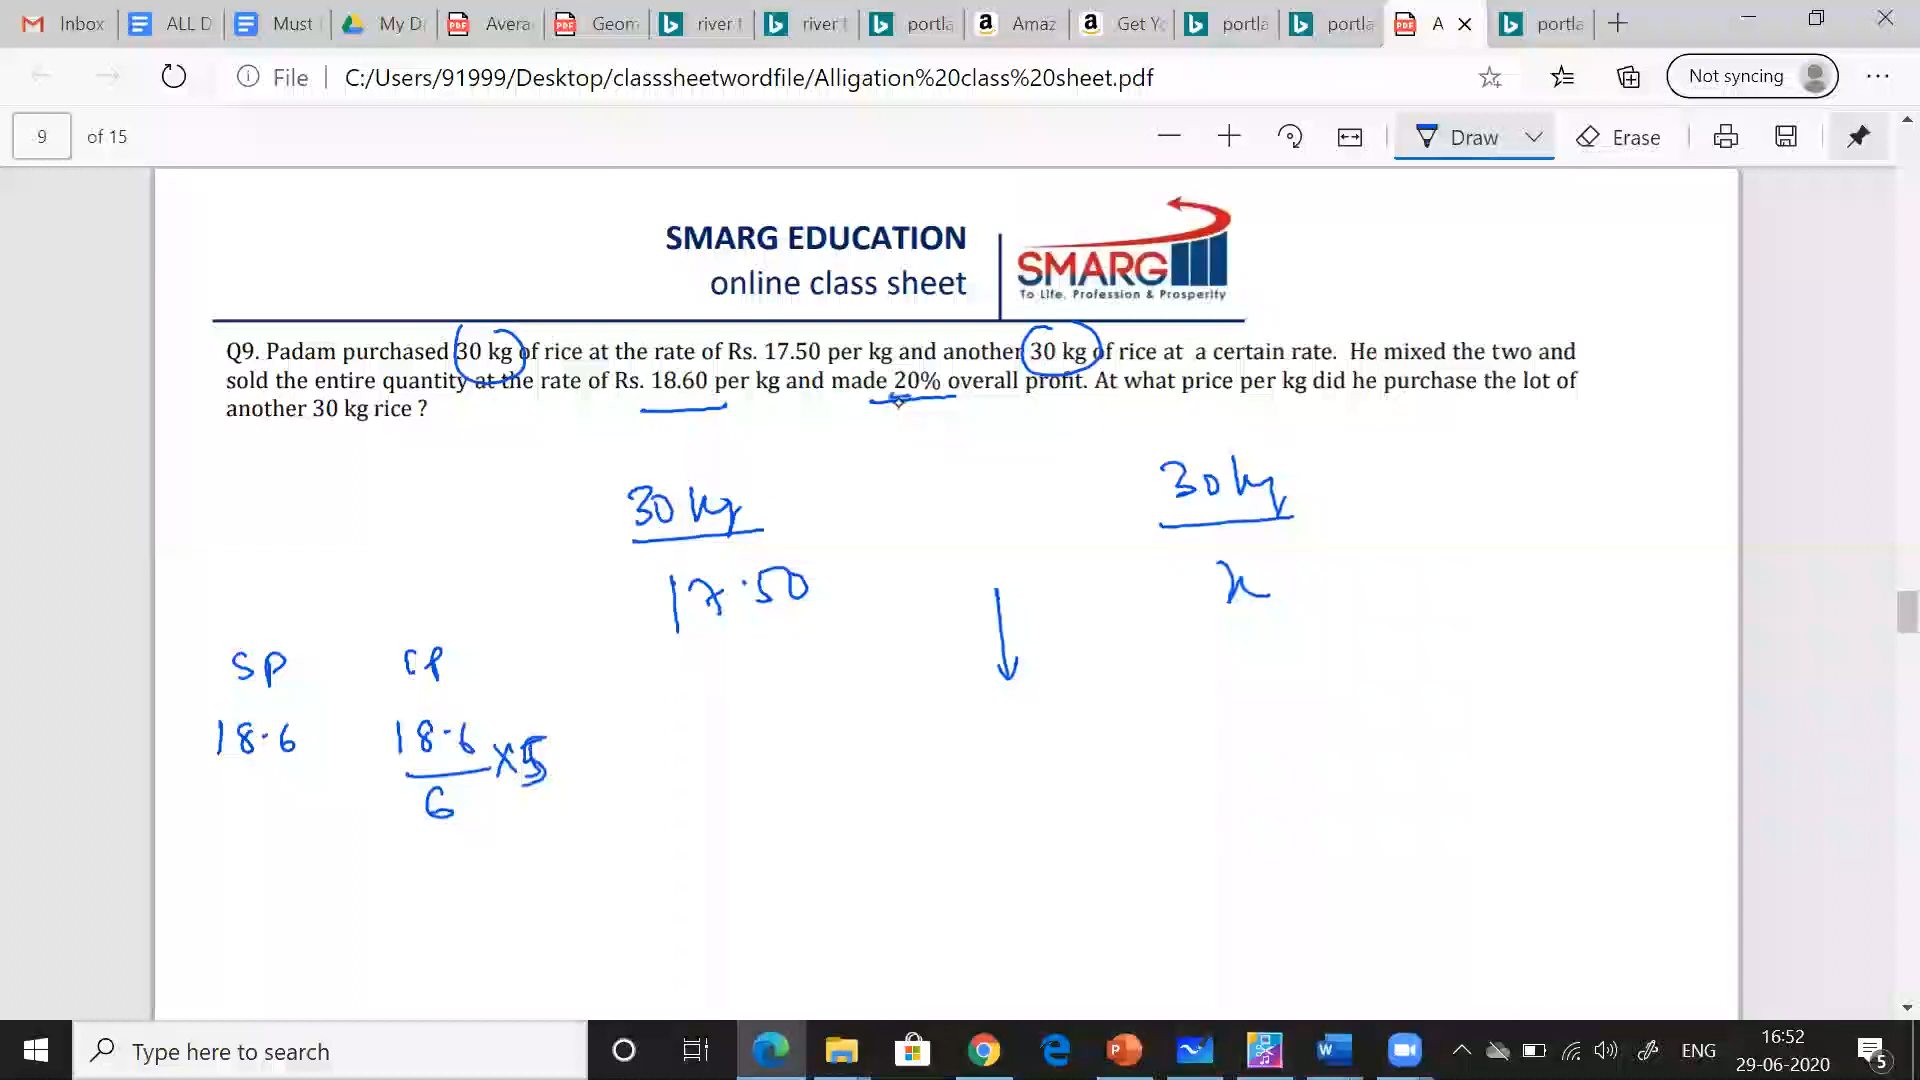 Inbox ALL D Must My D Avera Geom river t river t portla Amaz Get Yo portla portla A portla
File C:/Users/91999/Desktop/classsheetwordfile/Alligation%20class%20sheet.pdf Not syncing
9 of 15 Draw Erase
SMARG EDUCATION
online class sheet
SMARG
To Life, Profession & Prosperity
Q9. Padam purchased 30 kg of rice at the rate of Rs. 17.50 per kg and another 30 kg of rice at a certain rate. He mixed the two and
sold the entire quantity at the rate of Rs. 18.60 per kg and made 20% overall profit. At what price per kg did he purchase the lot of
another 30 kg rice ?
30 kg 30 kg
17.50 x
SP CP
18.6 18.6 × 5
6
Type here to search
ENG
16:52
29-06-2020
5